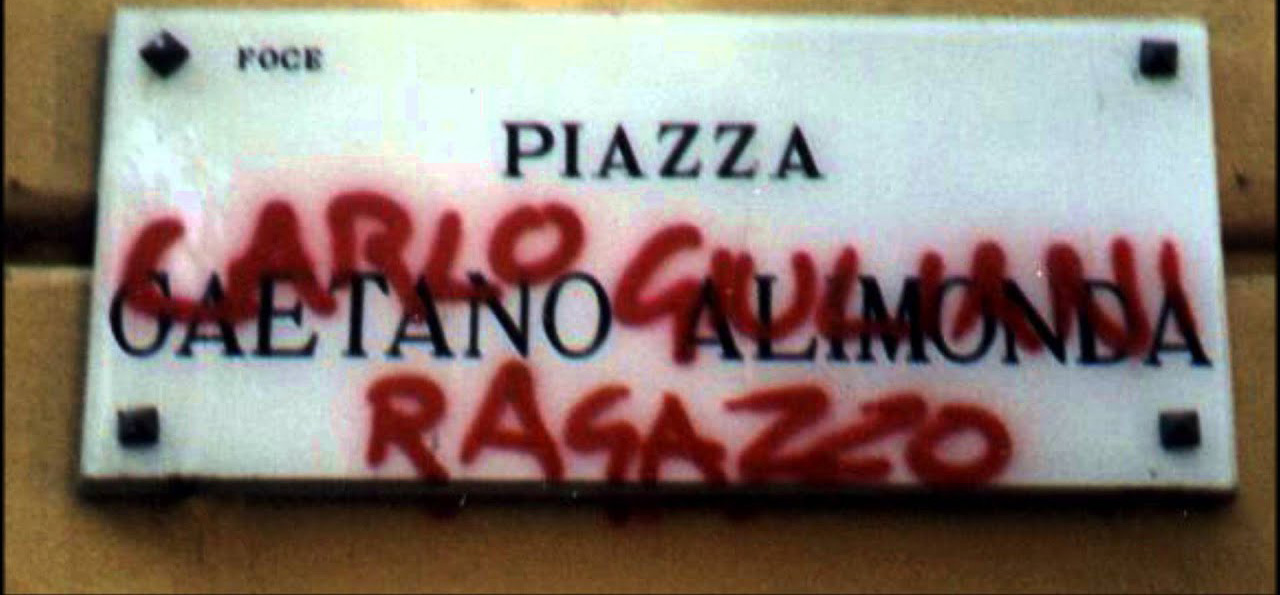 FOCE
PIAZZA
CARLO GIULIANI
GAETANO ALIMONDA
RAGAZZO